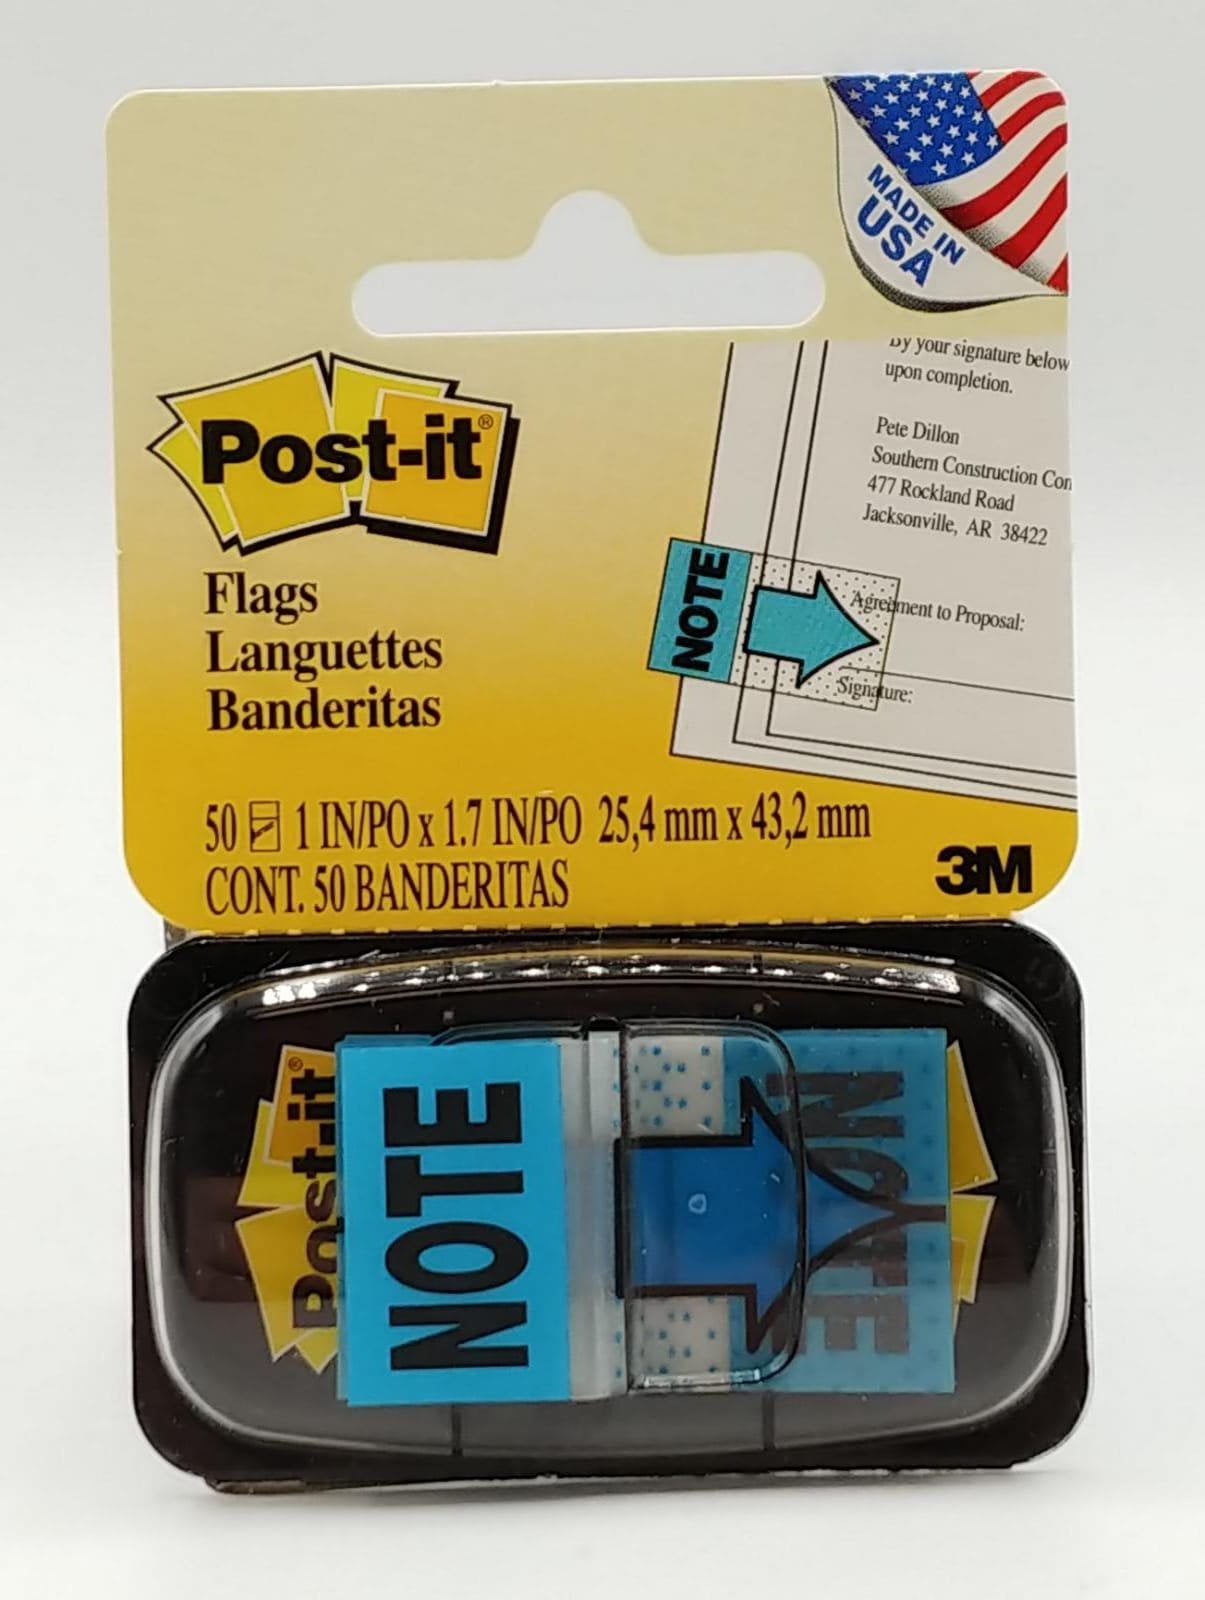 MADE IN
USA
By your signature below
upon completion.
Pete Dillon
Southern Construction Con
477 Rockland Road
Jacksonville, AR 38422
Post-it®
Flags
Languettes
Banderitas
NOTE
Agreement to Proposal:
Signature:
50 1 IN/PO x 1.7 IN/PO 25,4 mm x 43,2 mm
CONT. 50 BANDERITAS
3M
Post-it®
NOTE
NOTE